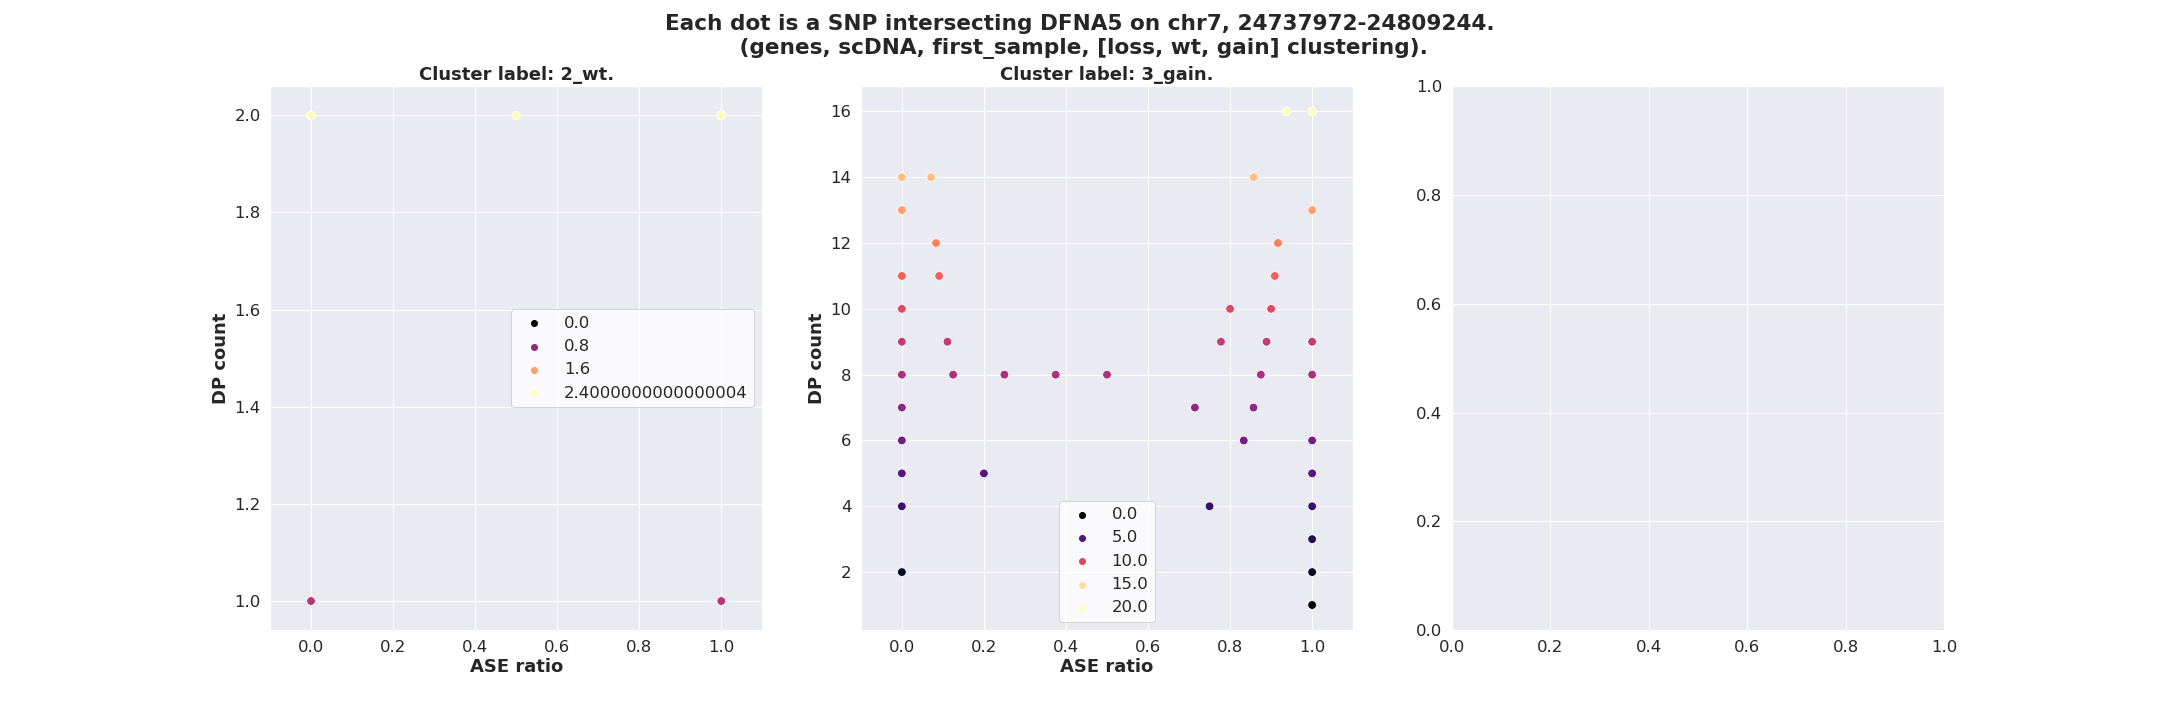 Each dot is a SNP intersecting DFNA5 on chr7, 24737972-24809244.
(genes, scDNA, first_sample, [loss, wt, gain] clustering).
Cluster label: 2_wt.
DP count
2.0
1.8
1.6
1.4
1.2
1.0
0.0
0.8
1.6
2.4000000000000004
0.0 0.2 0.4 0.6 0.8 1.0
ASE ratio
Cluster label: 3_gain.
DP count
16
14
12
10
8
6
4
2
0.0
5.0
10.0
15.0
20.0
0.0 0.2 0.4 0.6 0.8 1.0
ASE ratio
1.0
0.8
0.6
0.4
0.2
0.0
0.0 0.2 0.4 0.6 0.8 1.0